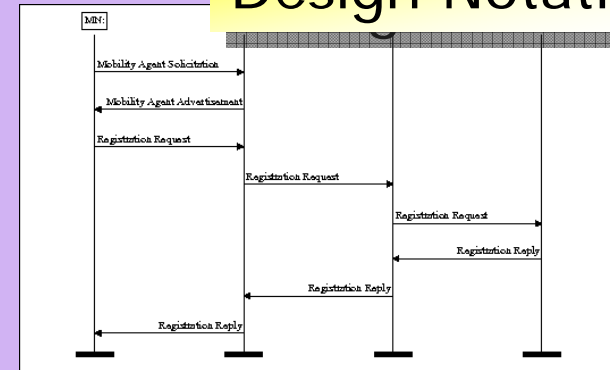 Design Notati
MN:
Mobility Agent Solicitation
Mobility Agent Advertisement
Registration Request
Registration Request
Registration Request
Registration Reply
Registration Reply
Registration Reply